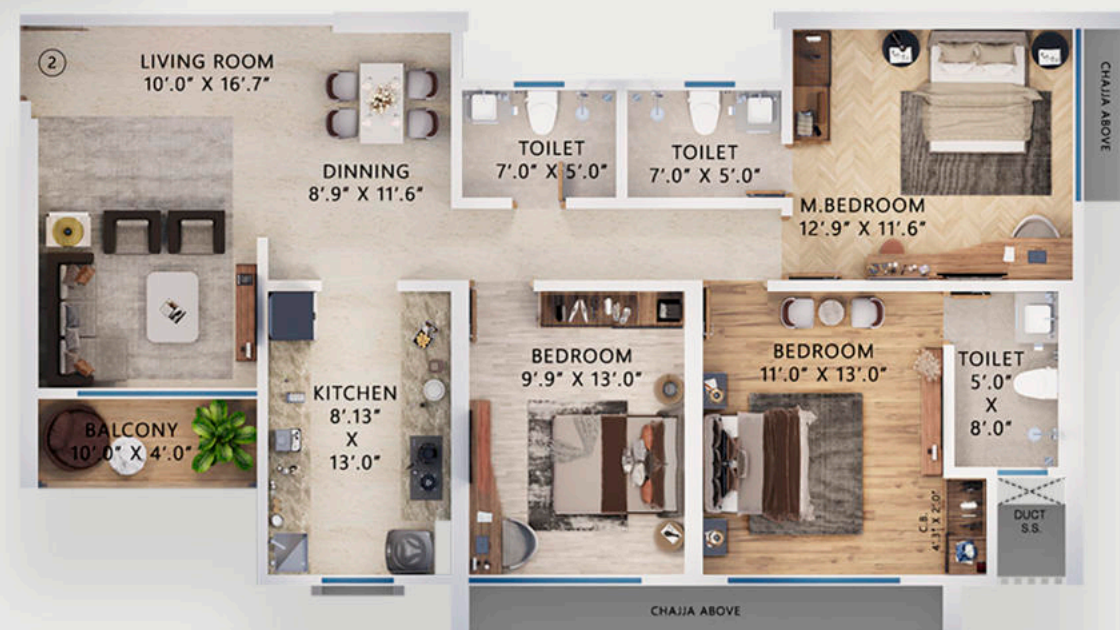 2
LIVING ROOM
10'.0" X 16'.7"
DINNING
8'.9" X 11'.6"
TOILET
7'.0" X 5'.0"
TOILET
7'.0" X 5'.0"
M.BEDROOM
12'.9" X 11'.6"
CHAJJA ABOVE
BALCONY
10'.0" X 4'.0"
KITCHEN
8'.13"
X
13'.0"
BEDROOM
9'.9" X 13'.0"
BEDROOM
11'.0" X 13'.0"
TOILET
5'.0"
X
8'.0"
C.B.
4'.3" X 2'.0"
DUCT
S.S.
CHAJJA ABOVE